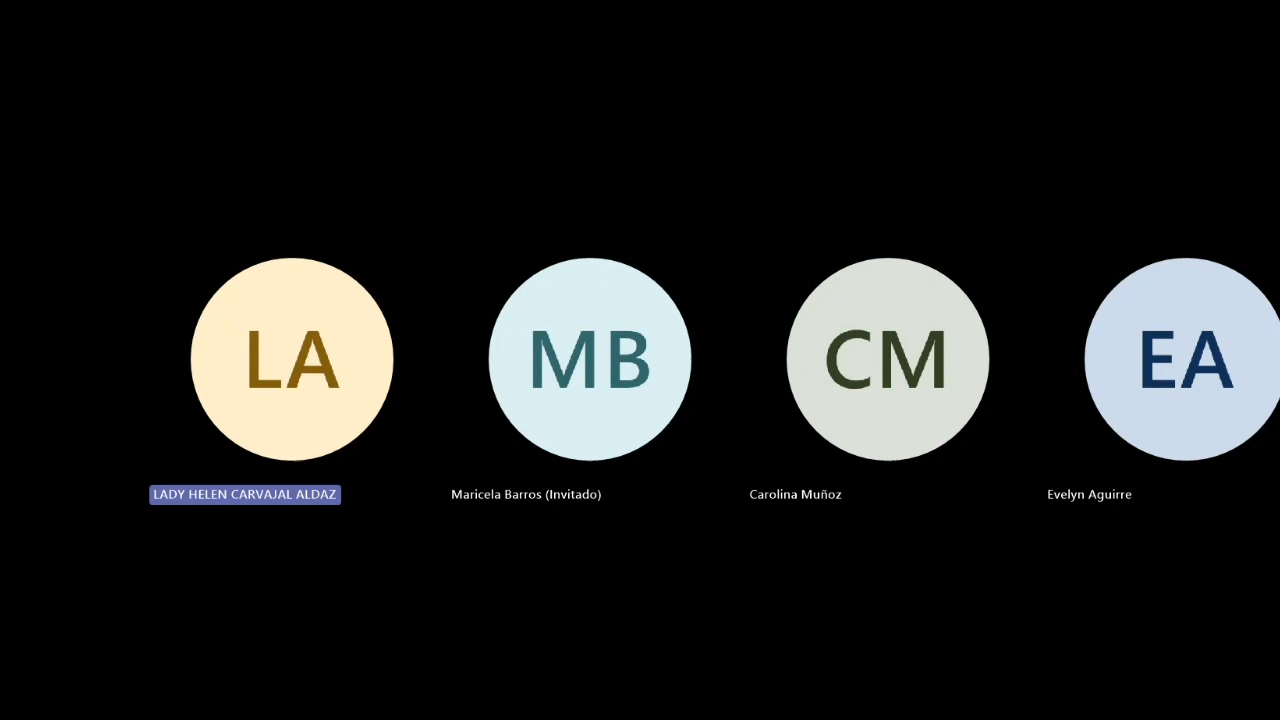 LA
MB
CM
EA
LADY HELEN CARVAJAL ALDAZ
Maricela Barros (Invitado)
Carolina Muñoz
Evelyn Aguirre